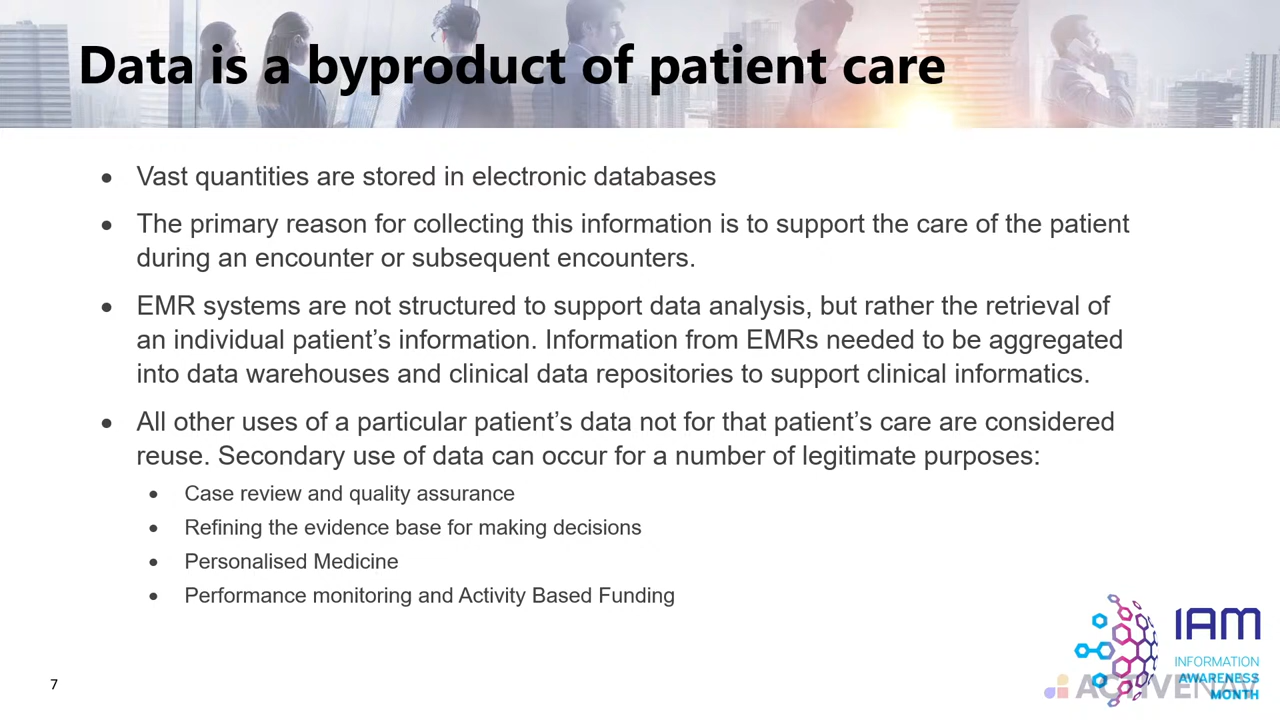 Data is a byproduct of patient care
• Vast quantities are stored in electronic databases
• The primary reason for collecting this information is to support the care of the patient
during an encounter or subsequent encounters.
• EMR systems are not structured to support data analysis, but rather the retrieval of
an individual patient’s information. Information from EMRs needed to be aggregated
into data warehouses and clinical data repositories to support clinical informatics.
• All other uses of a particular patient’s data not for that patient’s care are considered
reuse. Secondary use of data can occur for a number of legitimate purposes:
• Case review and quality assurance
• Refining the evidence base for making decisions
• Personalised Medicine
• Performance monitoring and Activity Based Funding
IAM
INFORMATION
AWARENESS
MONTH
ACTIVENAV
7